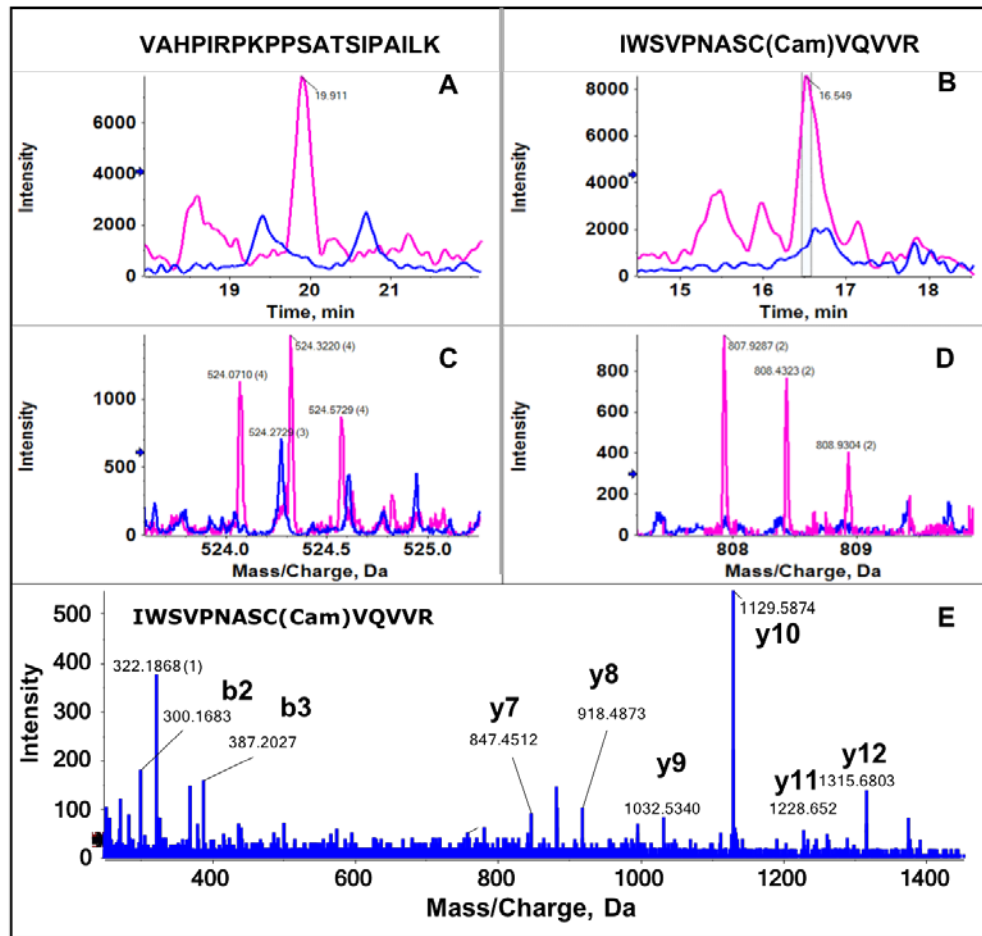 VAHPIRPKPPSATSIPAILK
IWSVPNASC(Cam)VQVVR
A
19.911
6000
4000
2000
0
Intensity
19 20 21
Time, min
B
16.549
8000
6000
4000
2000
0
Intensity
15 16 17 18
Time, min
C
524.3220 (4)
524.0710 (4)
524.5729 (4)
524.2729 (3)
1000
500
0
Intensity
524.0 524.5 525.0
Mass/Charge, Da
D
807.9287 (2)
808.4323 (2)
808.9304 (2)
800
600
400
200
0
Intensity
808 809
Mass/Charge, Da
IWSVPNASC(Cam)VQVVR
E
500
400
300
200
100
0
Intensity
322.1868 (1)
b2
300.1683
b3
387.2027
y7
847.4512
y8
918.4873
y9
1032.5340
1129.5874
y10
y11
1228.652
y12
1315.6803
400 600 800 1000 1200 1400
Mass/Charge, Da